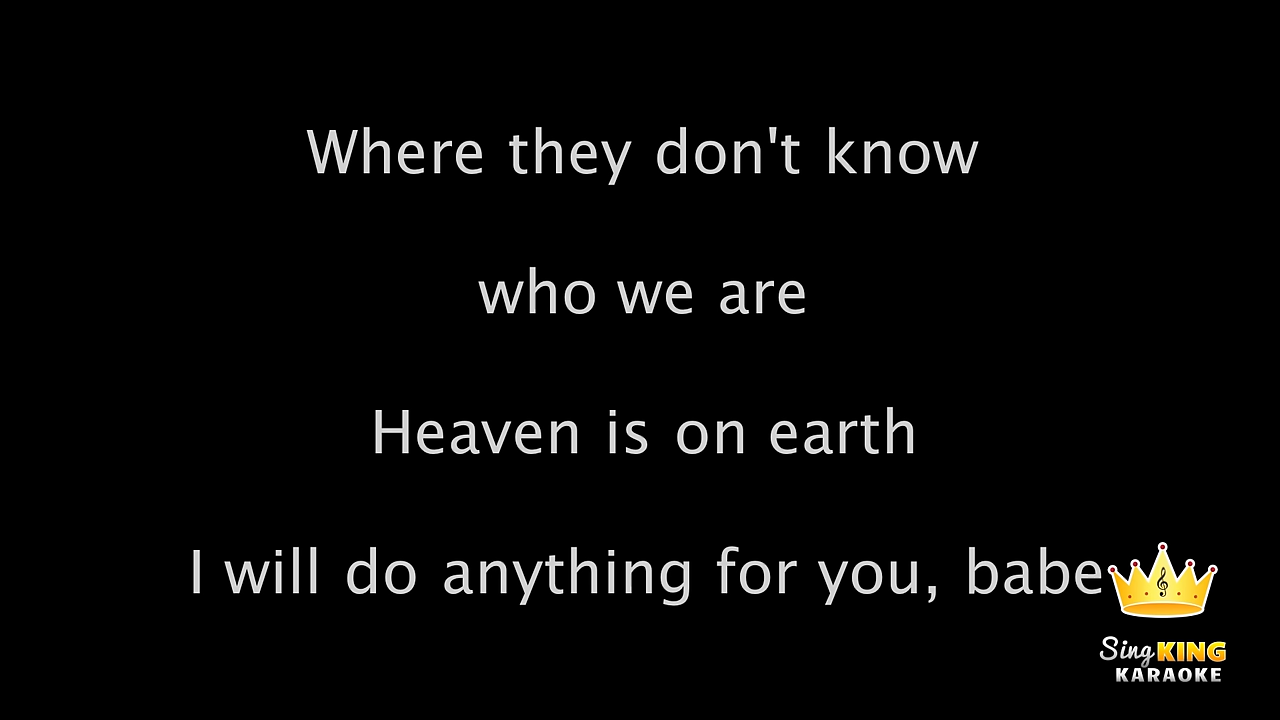 Where they don't know
who we are
Heaven is on earth
I will do anything for you, babe
Sing KING
KARAOKE